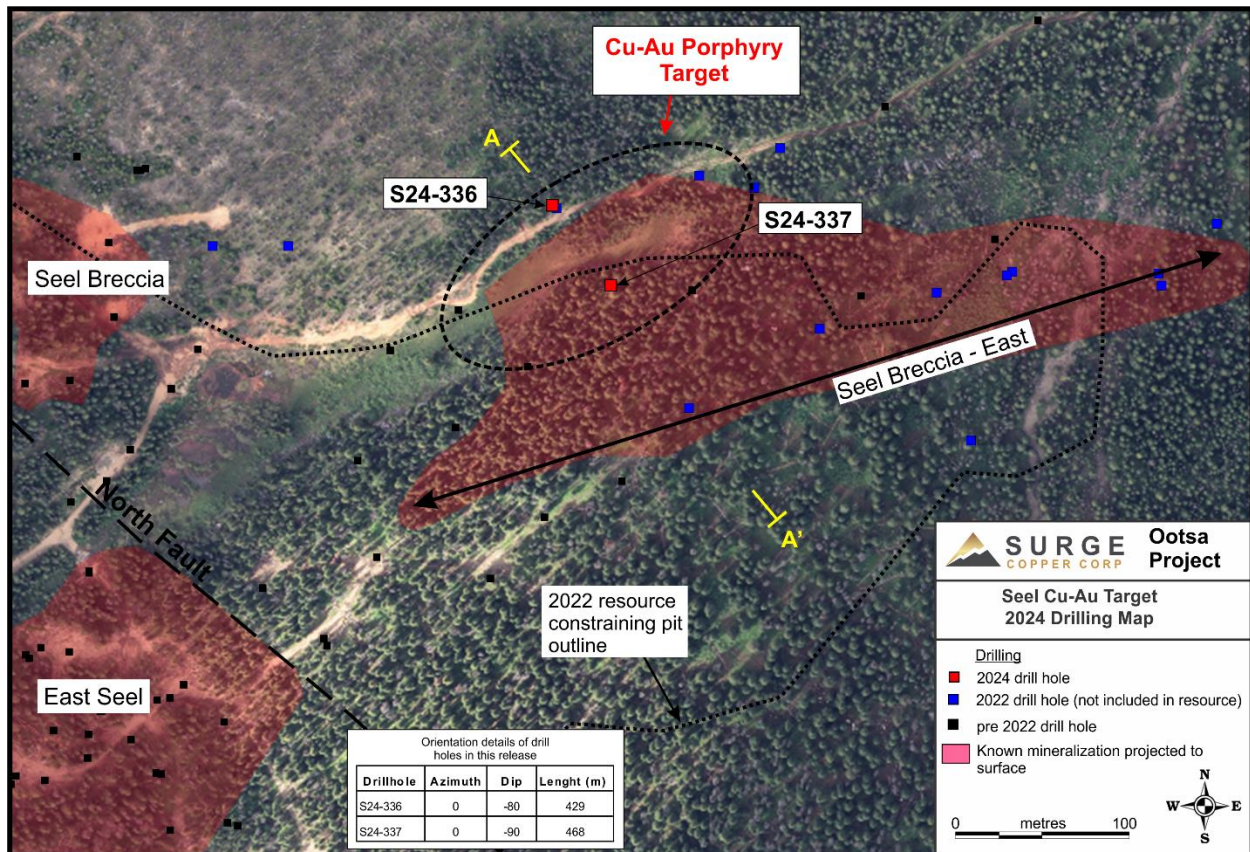 Cu-Au Porphyry
Target
A
S24-336
S24-337
Seel Breccia
Seel Breccia - East
North Fault
A'
2022 resource
constraining pit
outline
East Seel
Orientation details of drill
holes in this release
Drillhole Azimuth Dip Lenght (m)
S24-336 0 -80 429
S24-337 0 -90 468
SURGE
COPPER CORP
Ootsa
Project
Seel Cu-Au Target
2024 Drilling Map
Drilling
2024 drill hole
2022 drill hole (not included in resource)
pre 2022 drill hole
Known mineralization projected to
surface
N
W E
S
0 metres 100